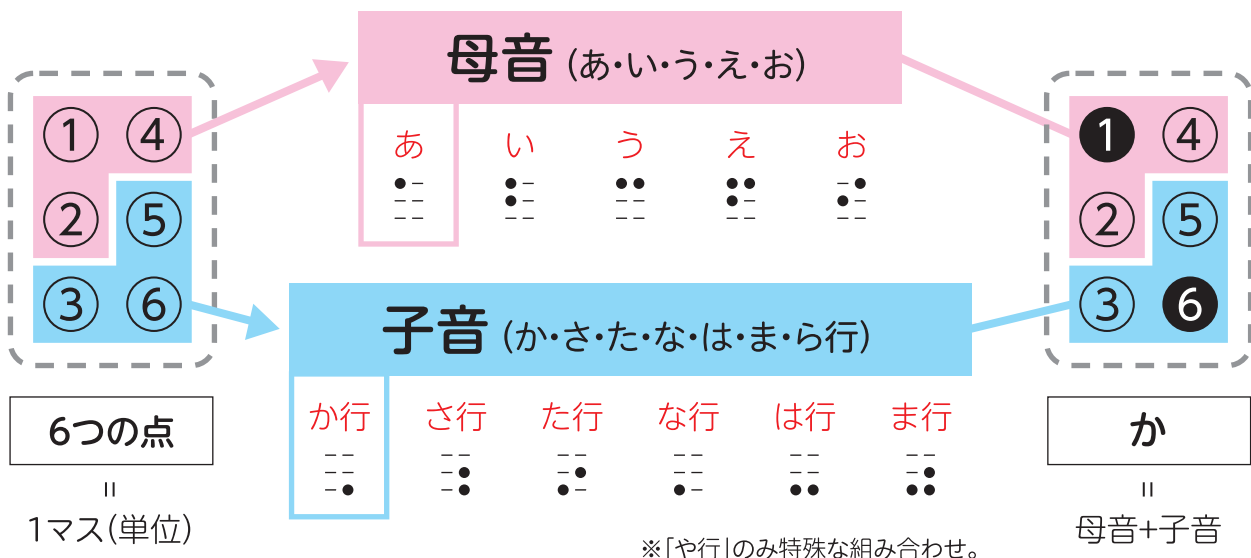 母音 (あ・い・う・え・お)
① ④
② ⑤
③ ⑥
6つの点
=
1マス(単位)
あ い う え お
子音 (か・さ・た・な・は・ま・ら行)
か行 さ行 た行 な行 は行 ま行
※「や行」のみ特殊な組み合わせ。
❶ ④
② ⑤
③ ❻
か
=
母音+子音